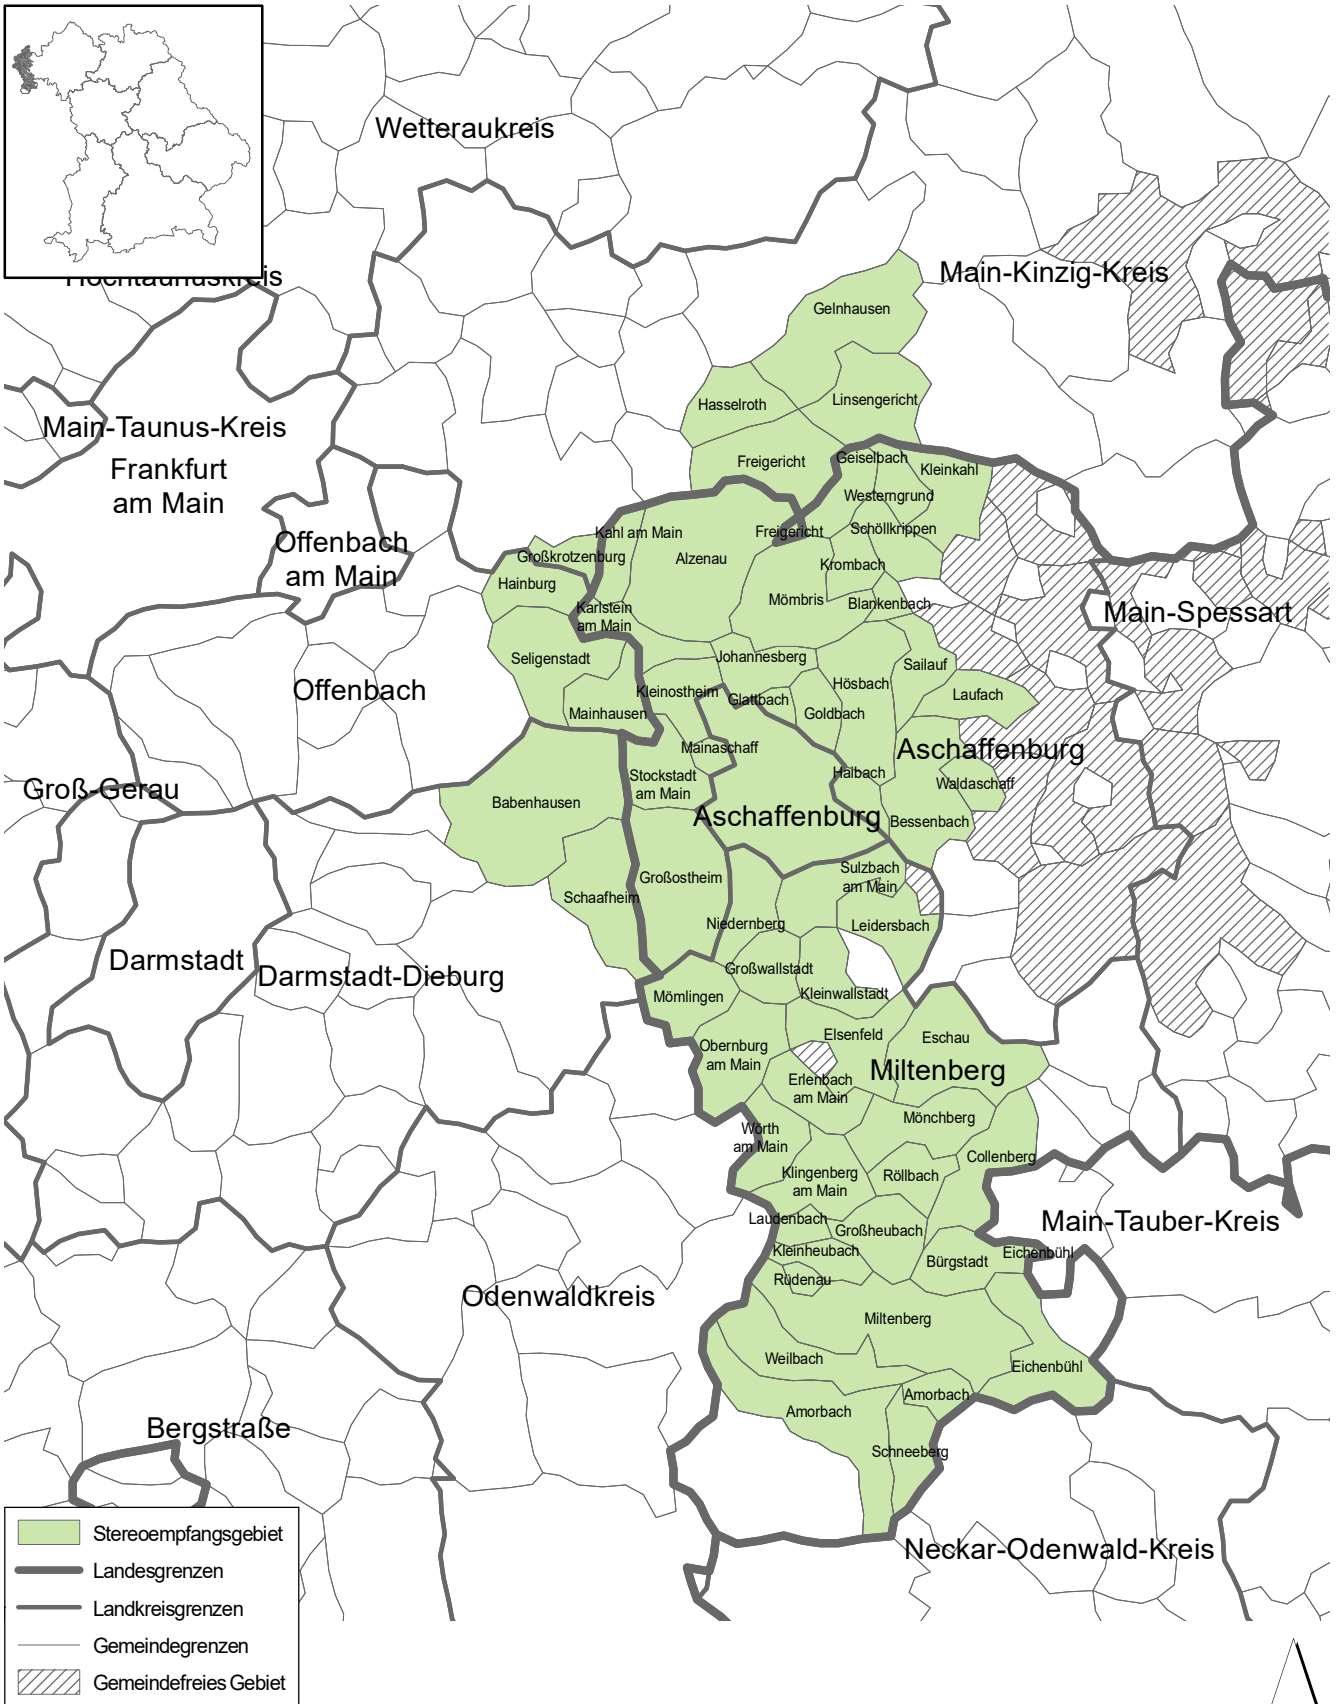 Wetteraukreis
Hochtaunuskreis
Main-Kinzig-Kreis
Gelnhausen
Linsengericht
Hasselroth
Main-Taunus-Kreis
Frankfurt
am Main
Freigericht
Geiselbach
Kleinkahl
Westerngrund
Schöllkrippen
Freigericht
Kahl am Main
Offenbach
am Main
Großkrotzenburg
Alzenau
Krombach
Hainburg
Mömbris
Blankenbach
Karlstein
am Main
Main-Spessart
Seligenstadt
Johannesberg
Sailauf
Offenbach
Kleinostheim
Glattbach
Hösbach
Laufach
Mainhausen
Goldbach
Mainaschaff
Aschaffenburg
Haibach
Waldaschaff
Groß-Gerau
Stockstadt
am Main
Babenhausen
Aschaffenburg
Bessenbach
Großostheim
Sulzbach
am Main
Schaafheim
Niedernberg
Leidersbach
Darmstadt
Darmstadt-Dieburg
Großwallstadt
Mömlingen
Kleinwallstadt
Elsenfeld
Eschau
Obernburg
am Main
Miltenberg
Erlenbach
am Main
Mönchberg
Wörth
am Main
Collenberg
Klingenberg
am Main
Röllbach
Laudenbach
Großheubach
Main-Tauber-Kreis
Kleinheubach
Eichenbühl
Bürgstadt
Rüdenau
Odenwaldkreis
Miltenberg
Weilbach
Eichenbühl
Amorbach
Amorbach
Bergstraße
Schneeberg
Neckar-Odenwald-Kreis
Stereoempfangsgebiet
Landesgrenzen
Landkreisgrenzen
Gemeindegrenzen
Gemeindefreies Gebiet